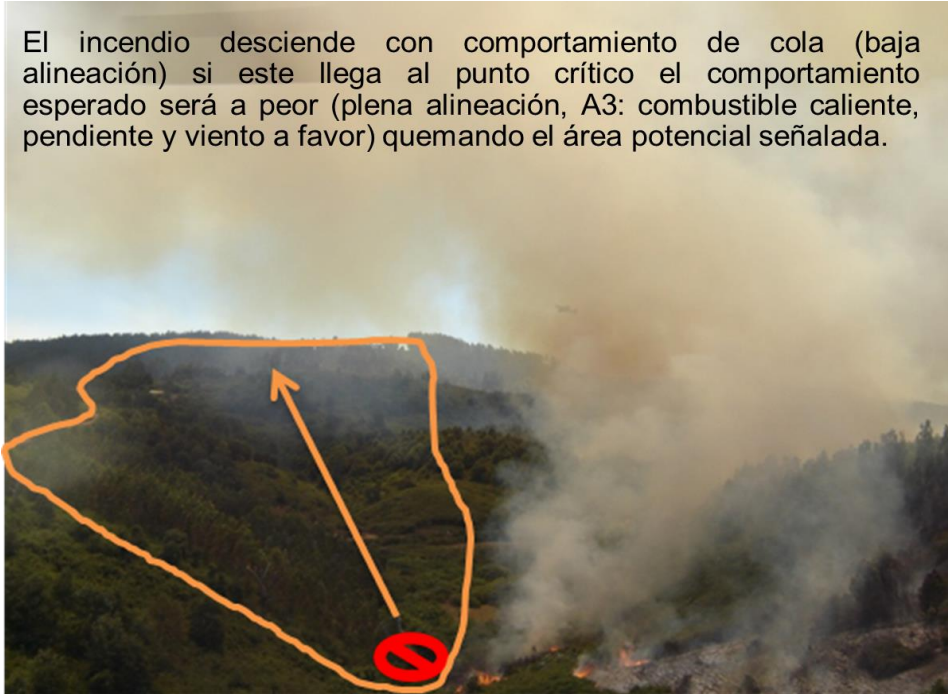 El incendio desciende con comportamiento de cola (baja
alineación) si este llega al punto crítico el comportamiento
esperado será a peor (plena alineación, A3: combustible caliente,
pendiente y viento a favor) quemando el área potencial señalada.